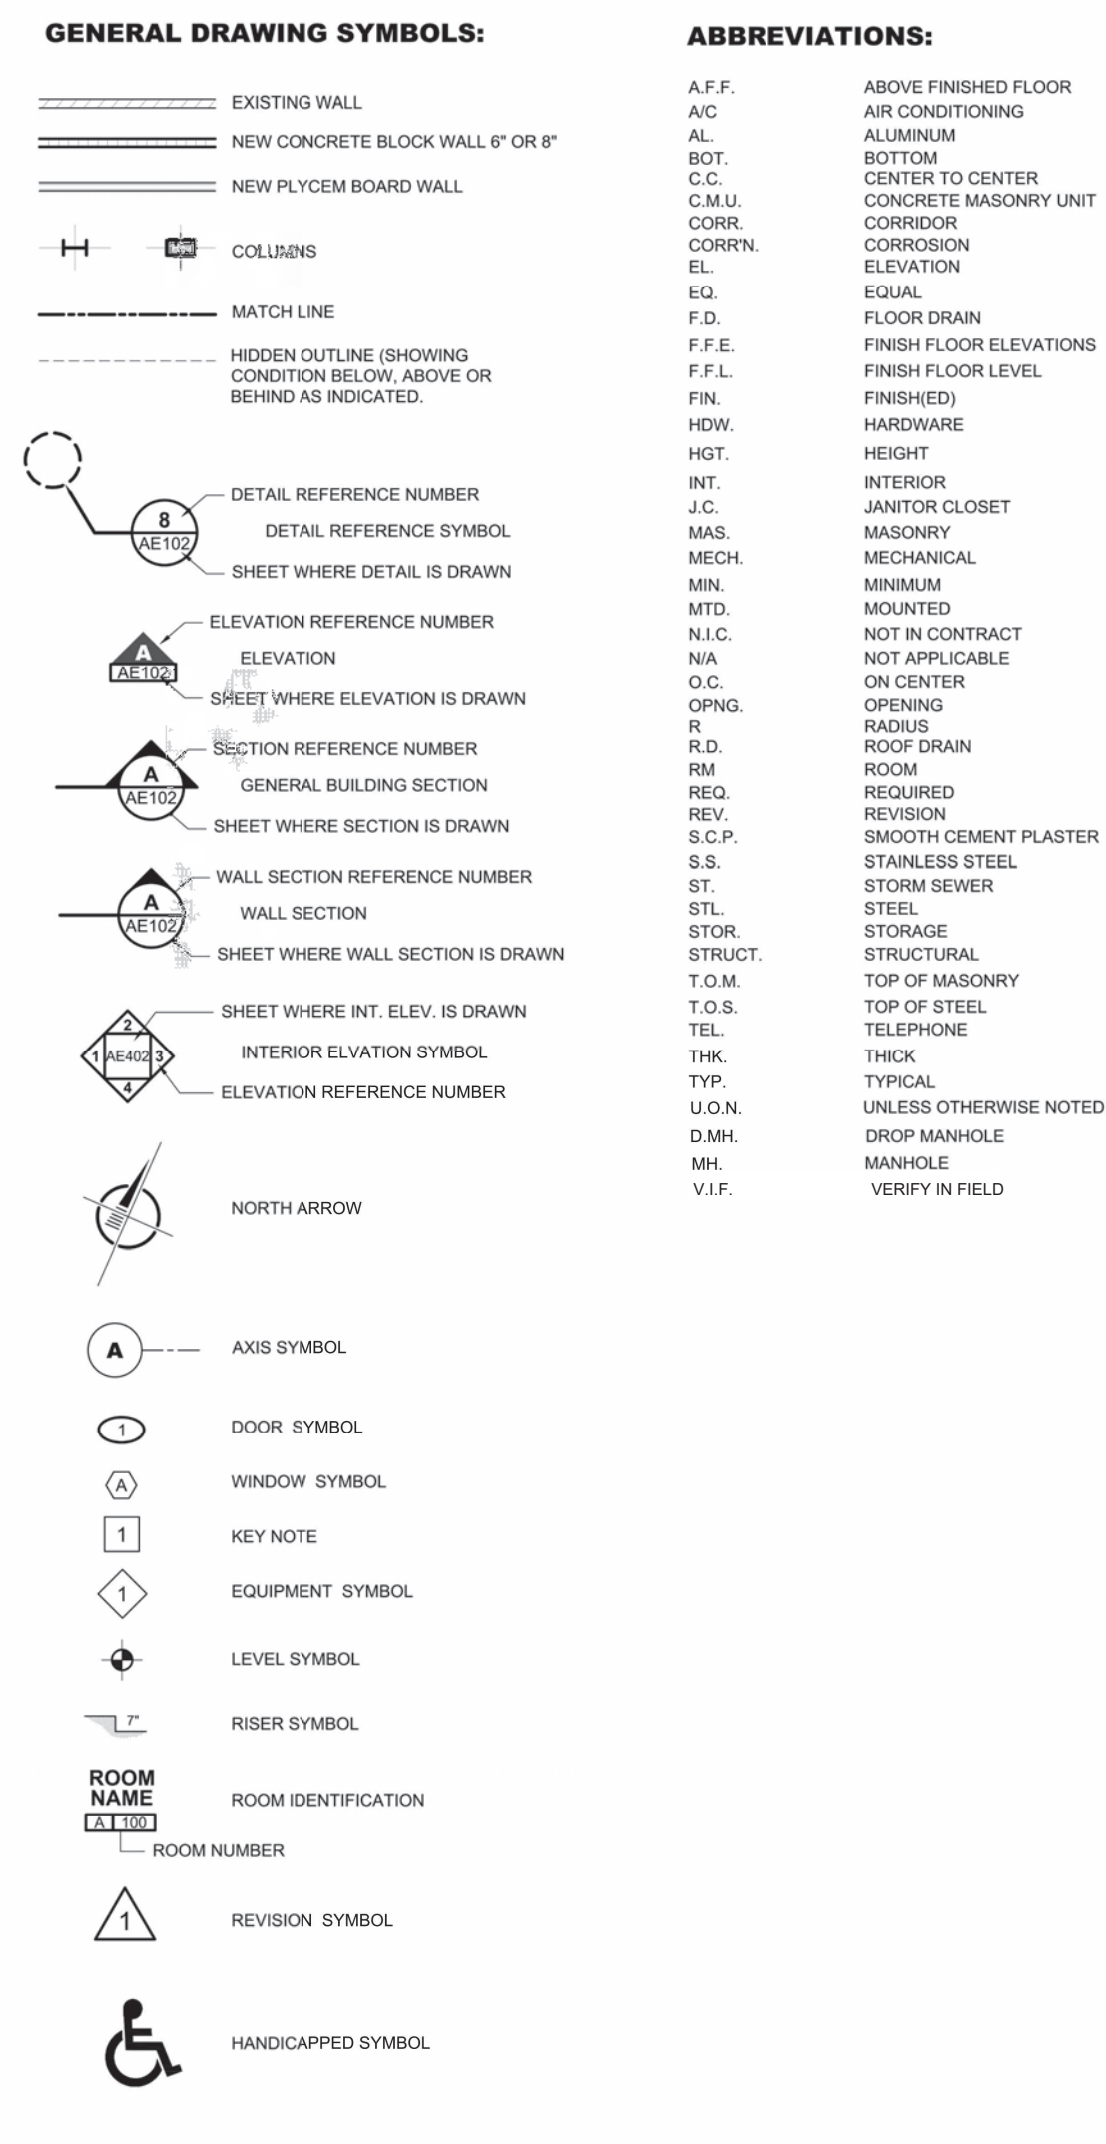 GENERAL DRAWING SYMBOLS:
EXISTING WALL
NEW CONCRETE BLOCK WALL 6" OR 8"
NEW PLYCEM BOARD WALL
COLUMNS
MATCH LINE
HIDDEN OUTLINE (SHOWING
CONDITION BELOW, ABOVE OR
BEHIND AS INDICATED.
DETAIL REFERENCE NUMBER
8
DETAIL REFERENCE SYMBOL
AE102
SHEET WHERE DETAIL IS DRAWN
ELEVATION REFERENCE NUMBER
A
ELEVATION
AE102
SHEET WHERE ELEVATION IS DRAWN
SECTION REFERENCE NUMBER
A
GENERAL BUILDING SECTION
AE102
SHEET WHERE SECTION IS DRAWN
WALL SECTION REFERENCE NUMBER
A
WALL SECTION
AE102
SHEET WHERE WALL SECTION IS DRAWN
SHEET WHERE INT. ELEV. IS DRAWN
2
1 AE402 3
INTERIOR ELVATION SYMBOL
4
ELEVATION REFERENCE NUMBER
NORTH ARROW
A
AXIS SYMBOL
1
DOOR SYMBOL
A
WINDOW SYMBOL
1
KEY NOTE
1
EQUIPMENT SYMBOL
LEVEL SYMBOL
7"
RISER SYMBOL
ROOM
NAME
ROOM IDENTIFICATION
A 100
ROOM NUMBER
1
REVISION SYMBOL
HANDICAPPED SYMBOL
ABBREVIATIONS:
A.F.F. ABOVE FINISHED FLOOR
A/C AIR CONDITIONING
AL. ALUMINUM
BOT. BOTTOM
C.C. CENTER TO CENTER
C.M.U. CONCRETE MASONRY UNIT
CORR. CORRIDOR
CORR'N. CORROSION
EL. ELEVATION
EQ. EQUAL
F.D. FLOOR DRAIN
F.F.E. FINISH FLOOR ELEVATIONS
F.F.L. FINISH FLOOR LEVEL
FIN. FINISH(ED)
HDW. HARDWARE
HGT. HEIGHT
INT. INTERIOR
J.C. JANITOR CLOSET
MAS. MASONRY
MECH. MECHANICAL
MIN. MINIMUM
MTD. MOUNTED
N.I.C. NOT IN CONTRACT
N/A NOT APPLICABLE
O.C. ON CENTER
OPNG. OPENING
R RADIUS
R.D. ROOF DRAIN
RM ROOM
REQ. REQUIRED
REV. REVISION
S.C.P. SMOOTH CEMENT PLASTER
S.S. STAINLESS STEEL
ST. STORM SEWER
STL. STEEL
STOR. STORAGE
STRUCT. STRUCTURAL
T.O.M. TOP OF MASONRY
T.O.S. TOP OF STEEL
TEL. TELEPHONE
THK. THICK
TYP. TYPICAL
U.O.N. UNLESS OTHERWISE NOTED
D.MH. DROP MANHOLE
MH. MANHOLE
V.I.F. VERIFY IN FIELD